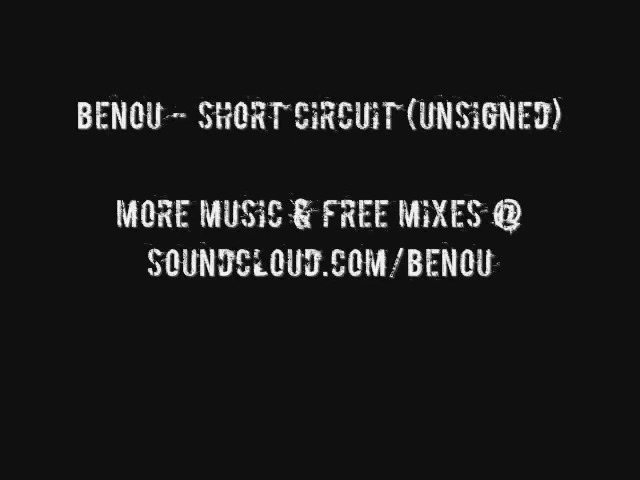 BENOU - SHORT CIRCUIT (UNSIGNED)
MORE MUSIC & FREE MIXES @
SOUNDCLOUD.COM/BENOU